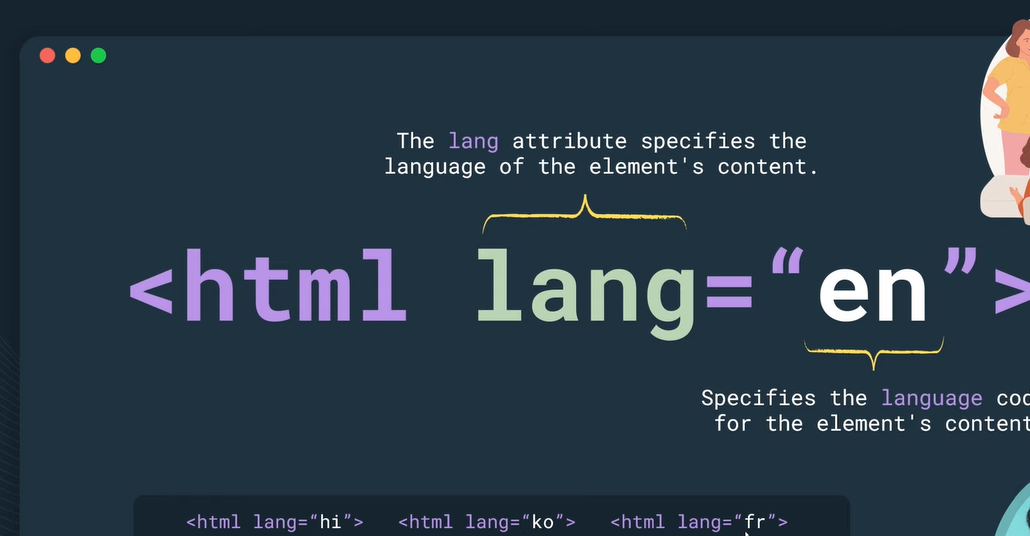 The lang attribute specifies the
language of the element's content.
<html lang=“en”>
Specifies the language
for the element's content
<html lang=“hi”> <html lang=“ko”> <html lang=“fr”>